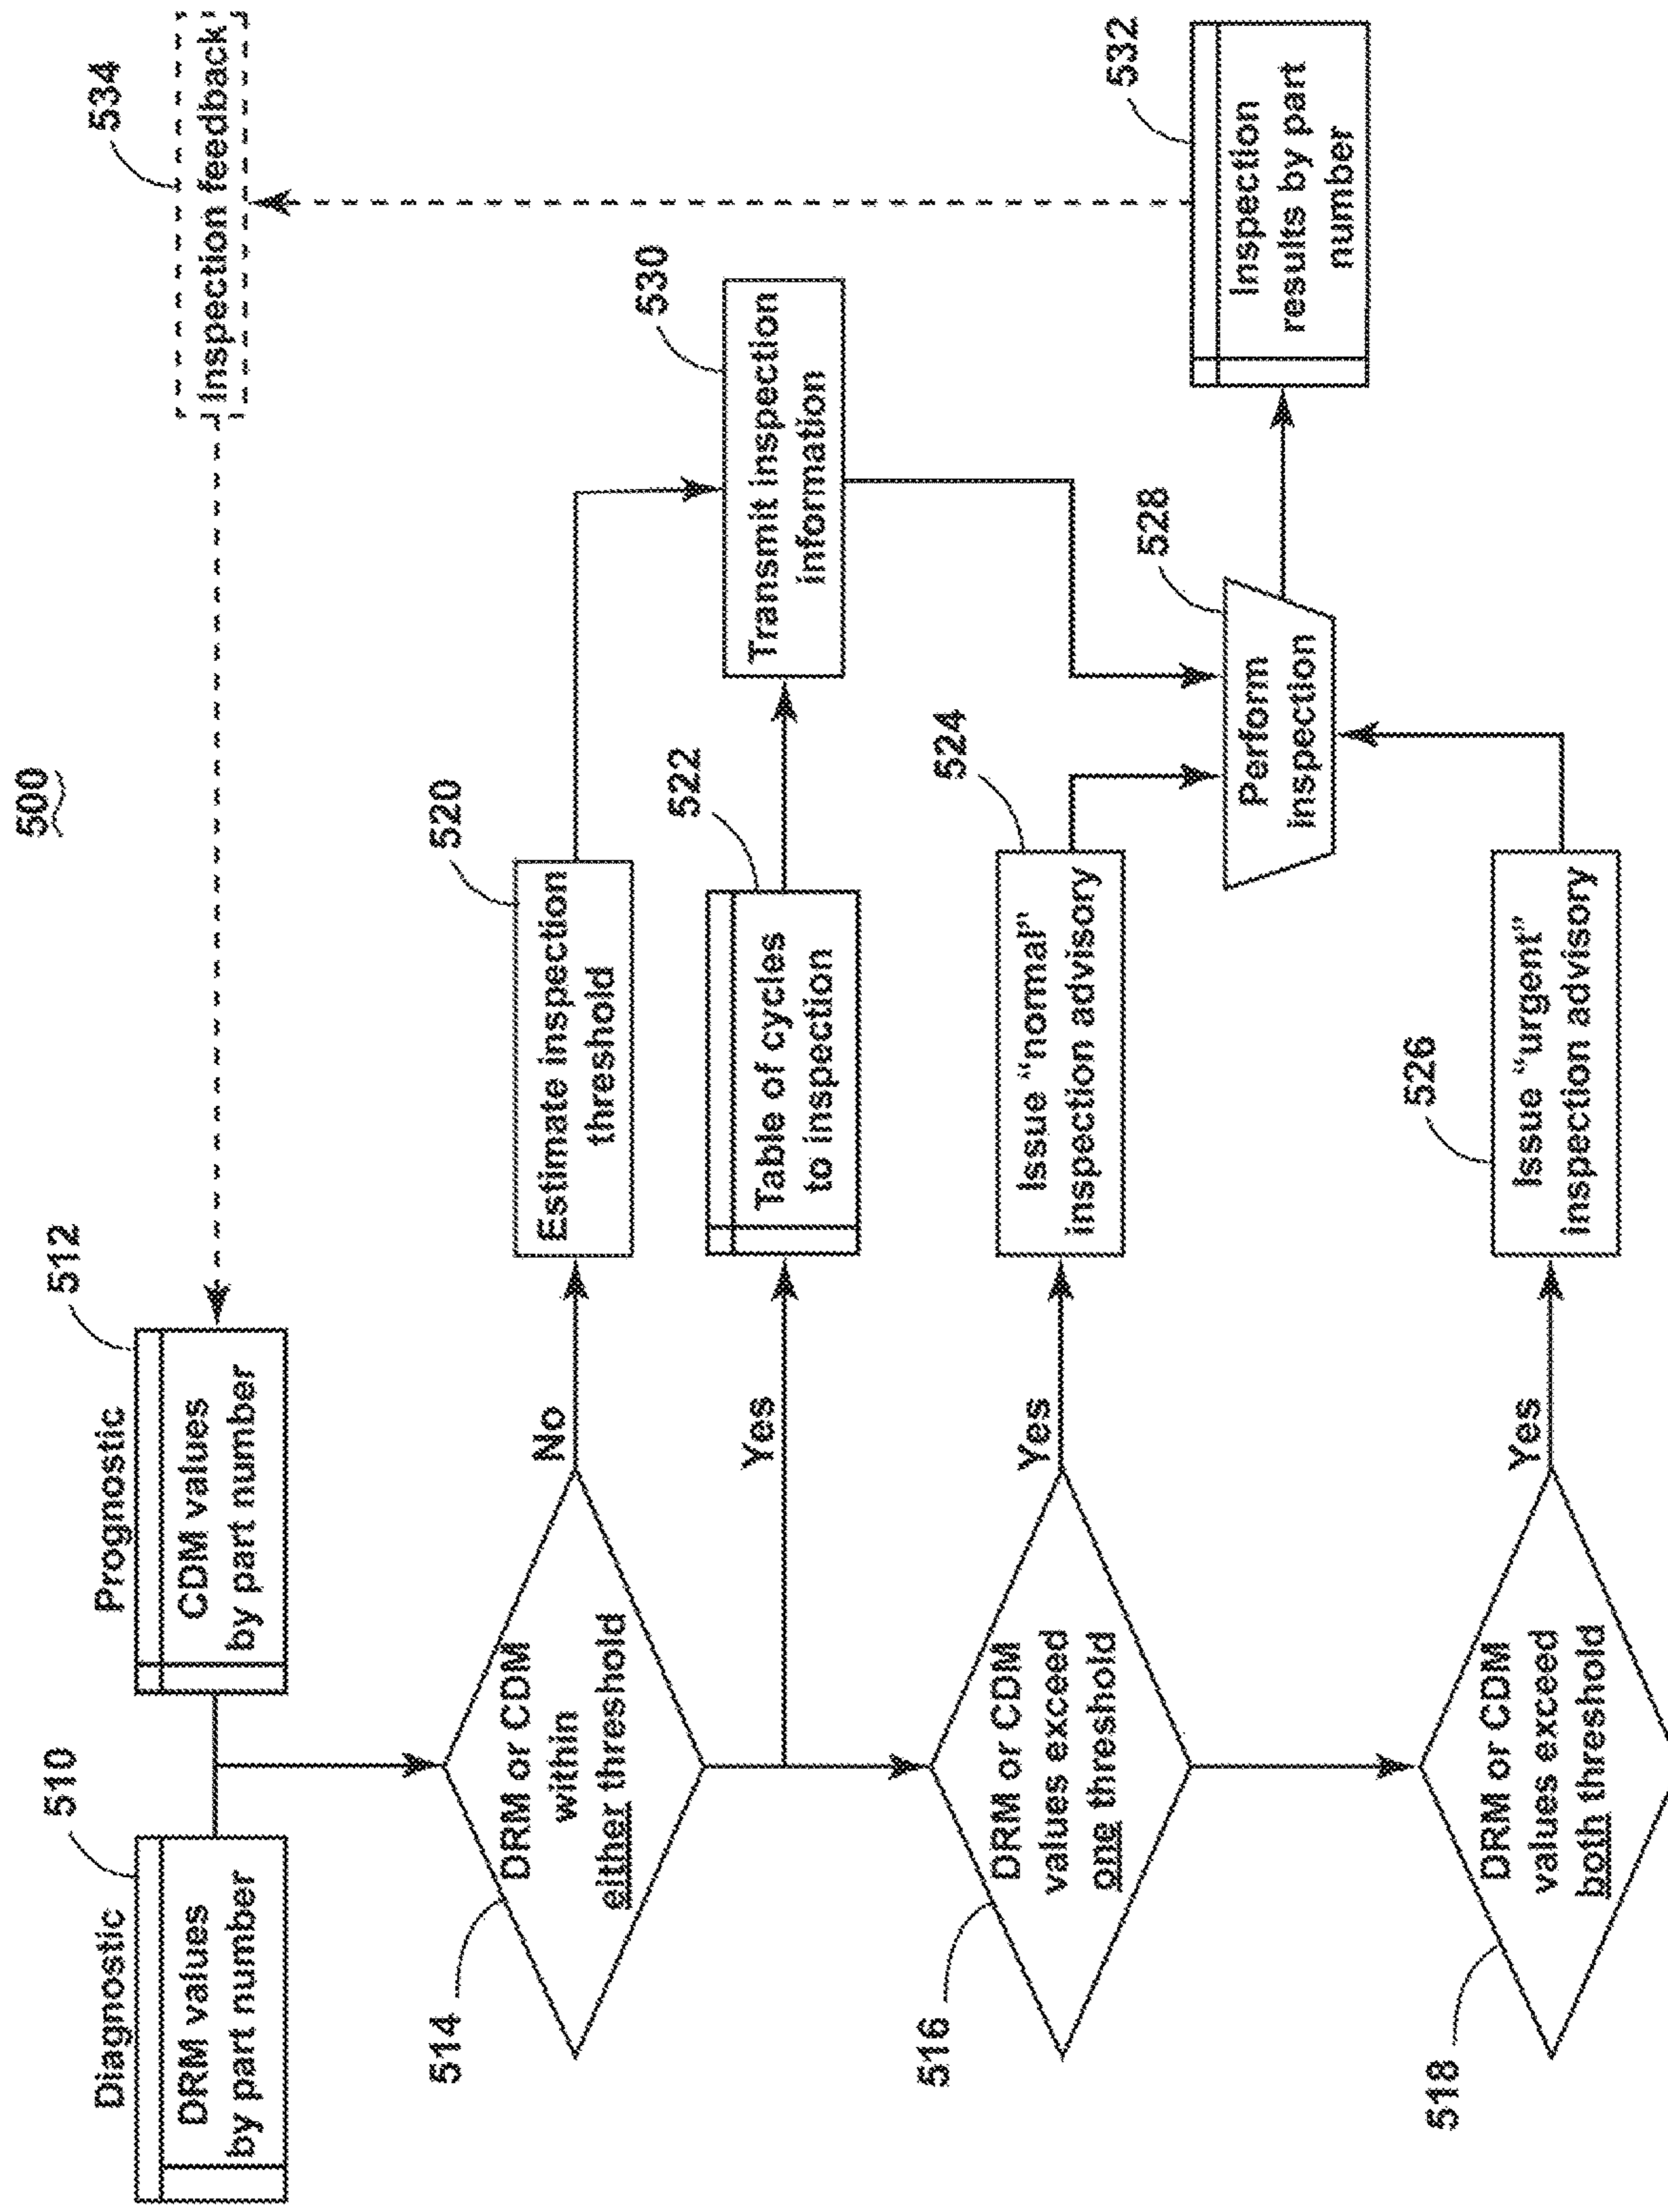 500
Diagnostic
510
DRM values
by part number
Prognostic
512
CDM values
by part number
534
Inspection feedback
514
DRM or CDM
within
either threshold
No
520
Estimate inspection
threshold
Yes
522
Table of cycles
to inspection
530
Transmit inspection
information
516
DRM or CDM
values exceed
one threshold
Yes
524
Issue “normal”
inspection advisory
528
Perform
inspection
532
Inspection
results by part
number
518
DRM or CDM
values exceed
both threshold
Yes
526
Issue “urgent”
inspection advisory